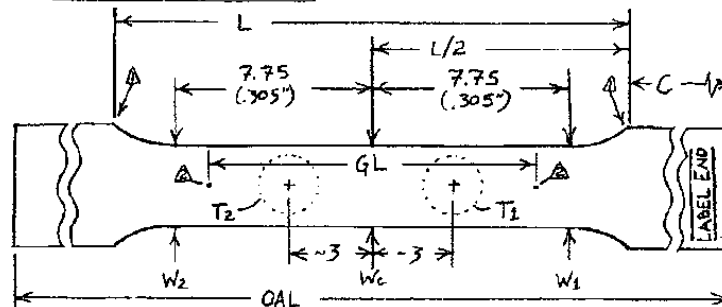 L
L/2
7.75
(.305")
7.75
(.305")
C
GL
T2
T1
LABEL END
~3
~3
W2
Wc
W1
OAL